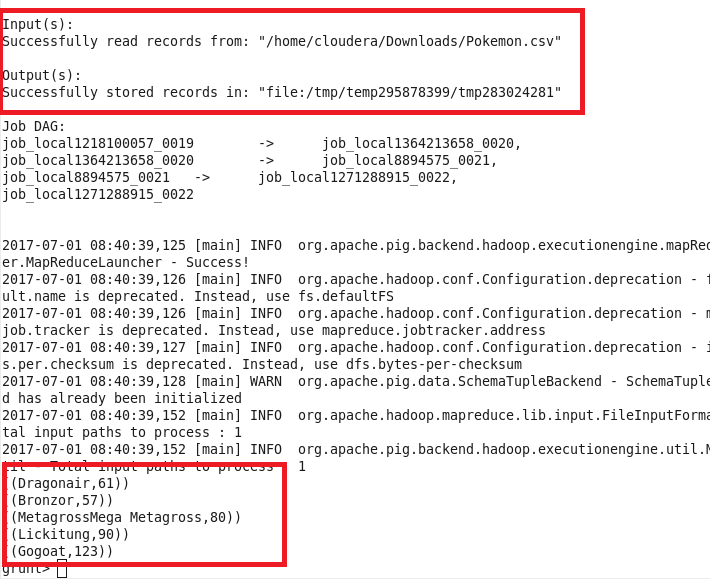 Input(s):
Successfully read records from: "/home/cloudera/Downloads/Pokemon.csv"
Output(s):
Successfully stored records in: "file:/tmp/temp295878399/tmp283024281"
Job DAG:
job_local1218100057_0019 -> job_local1364213658_0020,
job_local1364213658_0020 -> job_local8894575_0021,
job_local8894575_0021 -> job_local1271288915_0022,
job_local1271288915_0022
2017-07-01 08:40:39,125 [main] INFO org.apache.pig.backend.hadoop.executionengine.mapRed
er.MapReduceLauncher - Success!
2017-07-01 08:40:39,126 [main] INFO org.apache.hadoop.conf.Configuration.deprecation - f
ult.name is deprecated. Instead, use fs.defaultFS
2017-07-01 08:40:39,126 [main] INFO org.apache.hadoop.conf.Configuration.deprecation - m
job.tracker is deprecated. Instead, use mapreduce.jobtracker.address
2017-07-01 08:40:39,127 [main] INFO org.apache.hadoop.conf.Configuration.deprecation - i
s.per.checksum is deprecated. Instead, use dfs.bytes-per-checksum
2017-07-01 08:40:39,128 [main] WARN org.apache.pig.data.SchemaTupleBackend - SchemaTuple
d has already been initialized
2017-07-01 08:40:39,152 [main] INFO org.apache.hadoop.mapreduce.lib.input.FileInputForma
tal input paths to process : 1
2017-07-01 08:40:39,152 [main] INFO org.apache.pig.backend.hadoop.executionengine.util.M
til - Total input paths to process : 1
((Dragonair,61))
((Bronzor,57))
((MetagrossMega Metagross,80))
((Lickitung,90))
((Gogoat,123))
grunt>